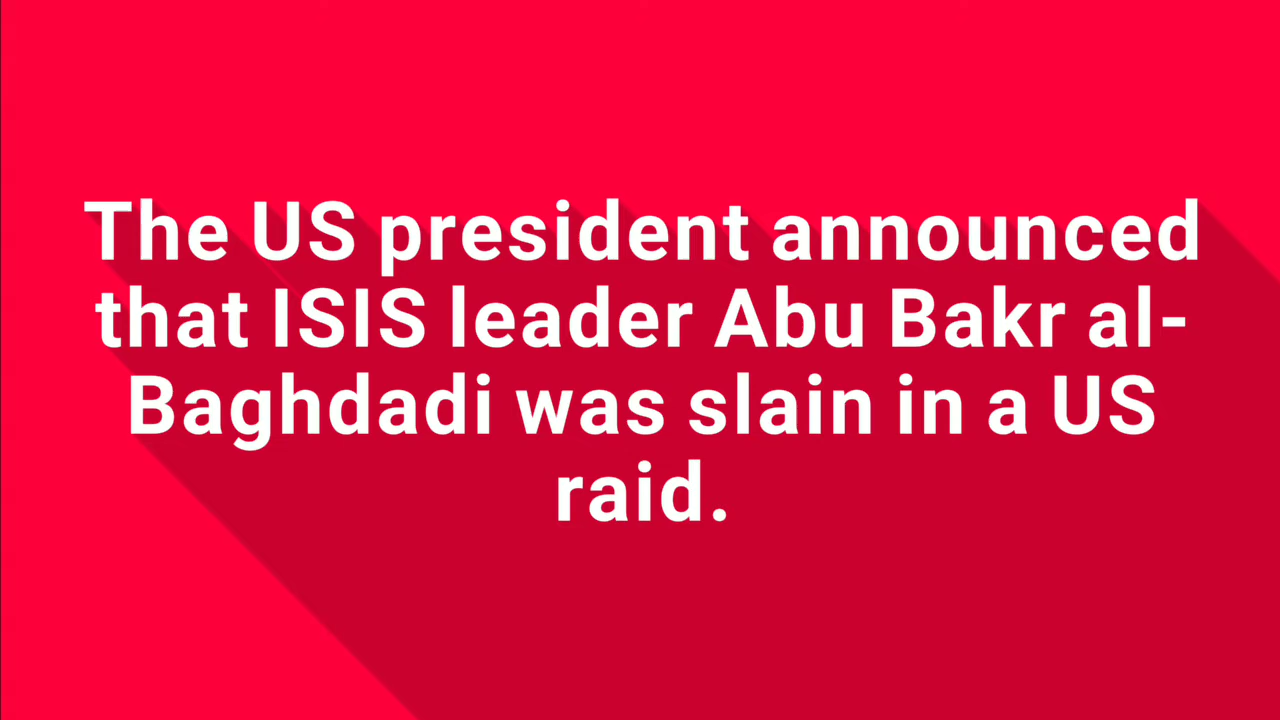 The US president announced
that ISIS leader Abu Bakr al-
Baghdadi was slain in a US
raid.